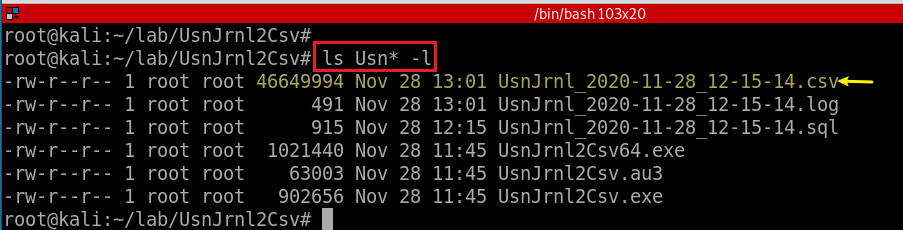 /bin/bash 103x20
root@kali:~/lab/UsnJrnl2Csv#
root@kali:~/lab/UsnJrnl2Csv# ls Usn* -l
-rw-r--r-- 1 root root 46649994 Nov 28 13:01 UsnJrnl_2020-11-28_12-15-14.csv
-rw-r--r-- 1 root root      491 Nov 28 13:01 UsnJrnl_2020-11-28_12-15-14.log
-rw-r--r-- 1 root root      915 Nov 28 12:15 UsnJrnl_2020-11-28_12-15-14.sql
-rw-r--r-- 1 root root  1021440 Nov 28 11:45 UsnJrnl2Csv64.exe
-rw-r--r-- 1 root root    63003 Nov 28 11:45 UsnJrnl2Csv.au3
-rw-r--r-- 1 root root   902656 Nov 28 11:45 UsnJrnl2Csv.exe
root@kali:~/lab/UsnJrnl2Csv#